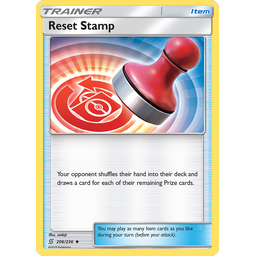 TRAINER
Item
Reset Stamp
Your opponent shuffles their hand into their deck and
draws a card for each of their remaining Prize cards.
You may play as many Item cards as you like
during your turn (before your attack).
206/236